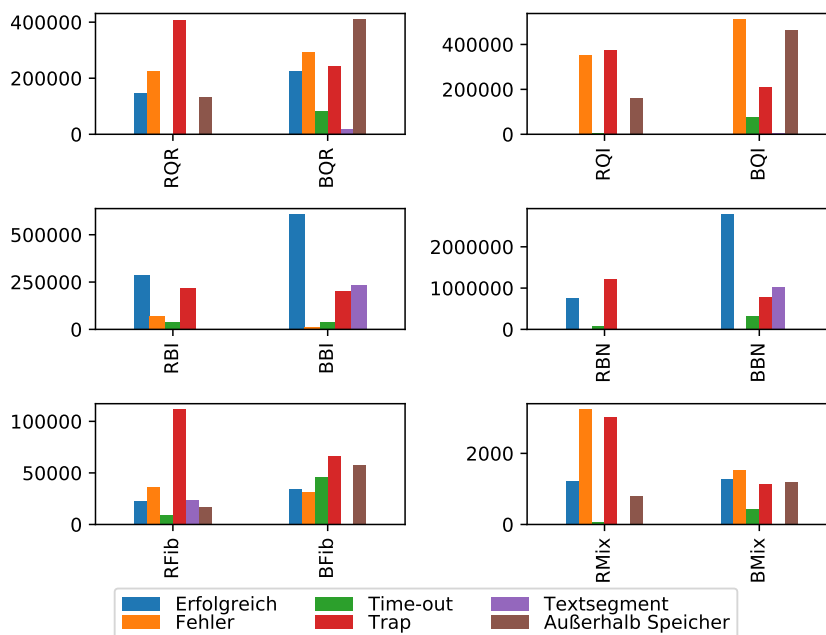 400000
200000
0
RQR
BQR
400000
200000
0
RQI
BQI
500000
250000
0
RBI
BBI
2000000
1000000
0
RBN
BBN
100000
50000
0
RFib
BFib
2000
0
RMix
BMix
Erfolgreich Time-out Textsegment
Fehler Trap Außerhalb Speicher